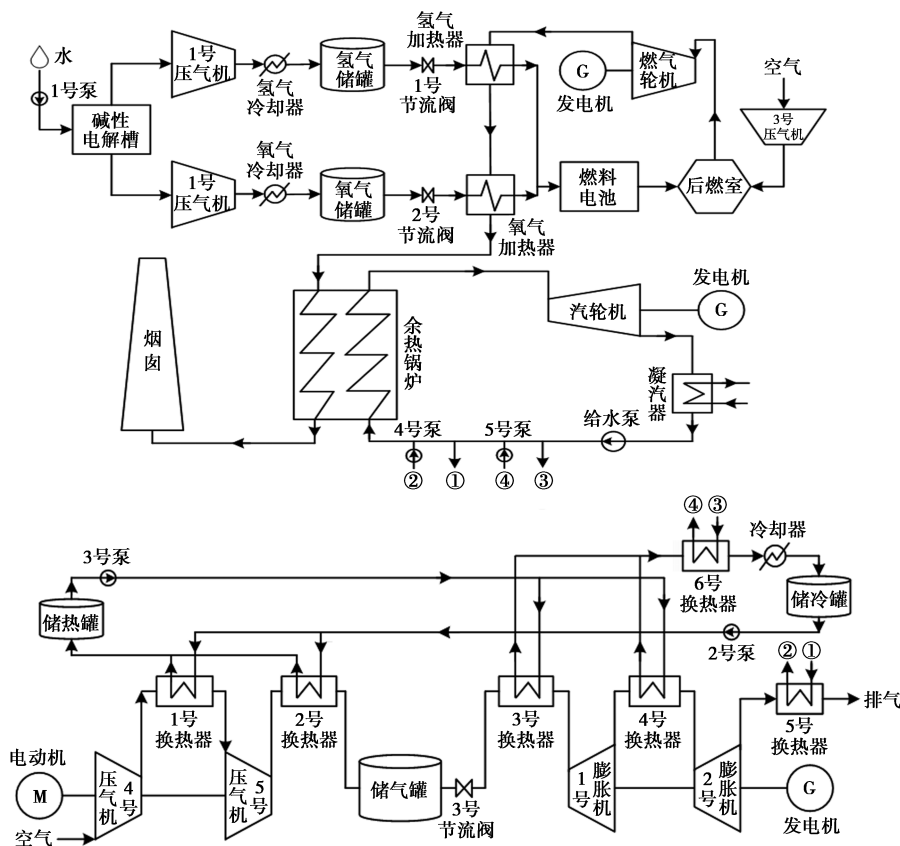 水
1号泵
碱性
电解槽
1号
压气机
氢气
冷却器
氢气
储罐
1号
节流阀
氢气
加热器
G
发电机
燃气
轮机
空气
3号
压气机
1号
压气机
氧气
冷却器
氧气
储罐
2号
节流阀
氧气
加热器
燃料
电池
后燃室
烟囱
余热锅炉
汽轮机
发电机
G
凝汽器
给水泵
4号泵
5号泵
②
①
④
③
3号泵
储热罐
④
③
6号
换热器
冷却器
储冷罐
2号泵
1号
换热器
2号
换热器
3号
换热器
4号
换热器
②
①
5号
换热器
排气
电动机
M
空气
4号
压气机
5号
压气机
储气罐
3号
节流阀
1号
膨胀机
2号
膨胀机
G
发电机